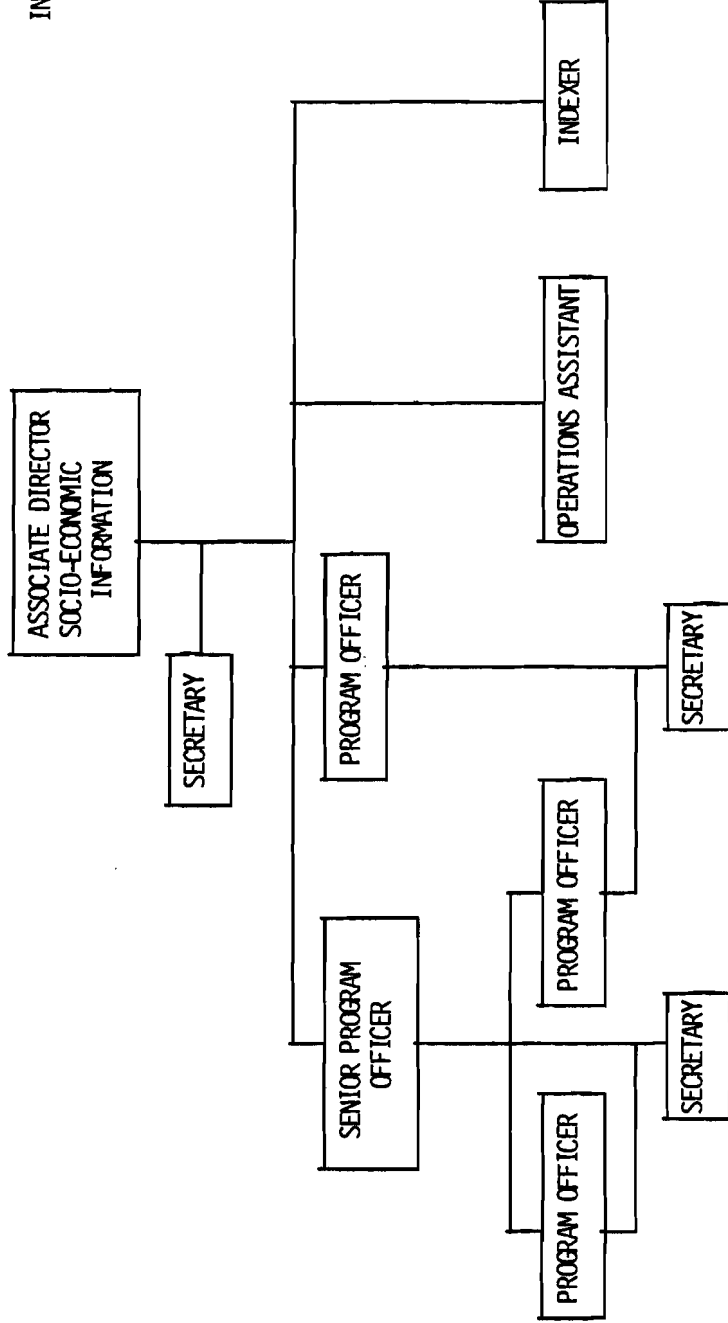 ASSOCIATE DIRECTOR
SOCIO-ECONOMIC
INFORMATION
SECRETARY
SENIOR PROGRAM
OFFICER
PROGRAM OFFICER
PROGRAM OFFICER
PROGRAM OFFICER
OPERATIONS ASSISTANT
INDEXER
SECRETARY
SECRETARY